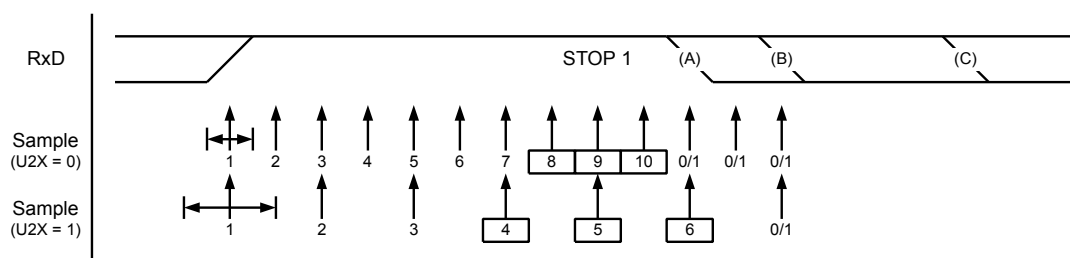 RxD STOP 1 (A) (B) (C)
Sample
(U2X = 0)
1 2 3 4 5 6 7 8 9 10 0/1 0/1 0/1
Sample
(U2X = 1)
1 2 3 4 5 6 0/1